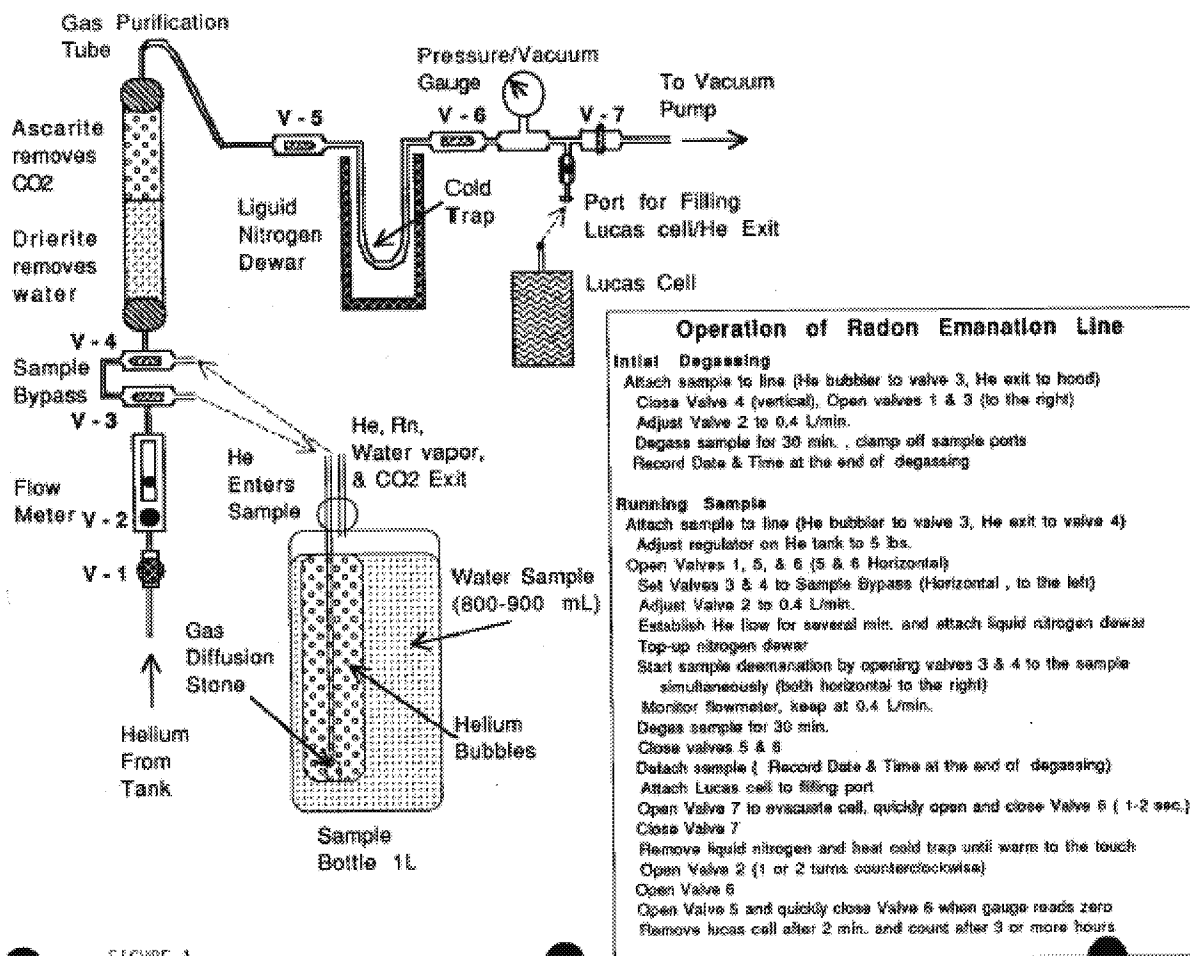 Gas Purification
Tube
Pressure/Vacuum
Gauge
To Vacuum
Pump
V - 5
V - 6
V - 7
Ascarite
removes
CO2
Drierite
removes
water
Liguid
Nitrogen
Dewar
Cold
Trap
Port for Filling
Lucas cell/He Exit
Lucas Cell
V - 4
Sample
Bypass
V - 3
Flow
Meter V - 2
V - 1
He
Enters
Sample
He, Rn,
Water vapor,
& CO2 Exit
Water Sample
(800-900 mL)
Gas
Diffusion
Stone
Helium
Bubbles
Helium
From
Tank
Sample
Bottle 1L
Operation of Radon Emanation Line
Intial Degassing
Attach sample to line (He bubbler to valve 3, He exit to hood)
Close Valve 4 (vertical), Open valves 1 & 3 (to the right)
Adjust Valve 2 to 0.4 L/min.
Degass sample for 30 min. , clamp off sample ports
Record Date & Time at the end of degassing
Running Sample
Attach sample to line (He bubbler to valve 3, He exit to valve 4)
Adjust regulator on He tank to 5 lbs.
Open Valves 1, 5, & 6 (5 & 6 Horizontal)
Set Valves 3 & 4 to Sample Bypass (Horizontal , to the left)
Adjust Valve 2 to 0.4 L/min.
Establish He flow for several min. and attach liquid nitrogen dewar
Top-up nitrogen dewar
Start sample deemanation by opening valves 3 & 4 to the sample
simultaneously (both horizontal to the right)
Monitor flowmeter, keep at 0.4 L/min.
Degas sample for 30 min.
Close valves 5 & 6
Detach sample ( Record Date & Time at the end of degassing)
Attach Lucas cell to filling port
Open Valve 7 to evacuate cell, quickly open and close Valve 6 ( 1-2 sec.)
Close Valve 7
Remove liquid nitrogen and heat cold trap until warm to the touch
Open Valve 2 (1 or 2 turns counterclockwise)
Open Valve 6
Open Valve 5 and quickly close Valve 6 when gauge reads zero
Remove lucas cell after 2 min. and count after 3 or more hours
FIGURE 1